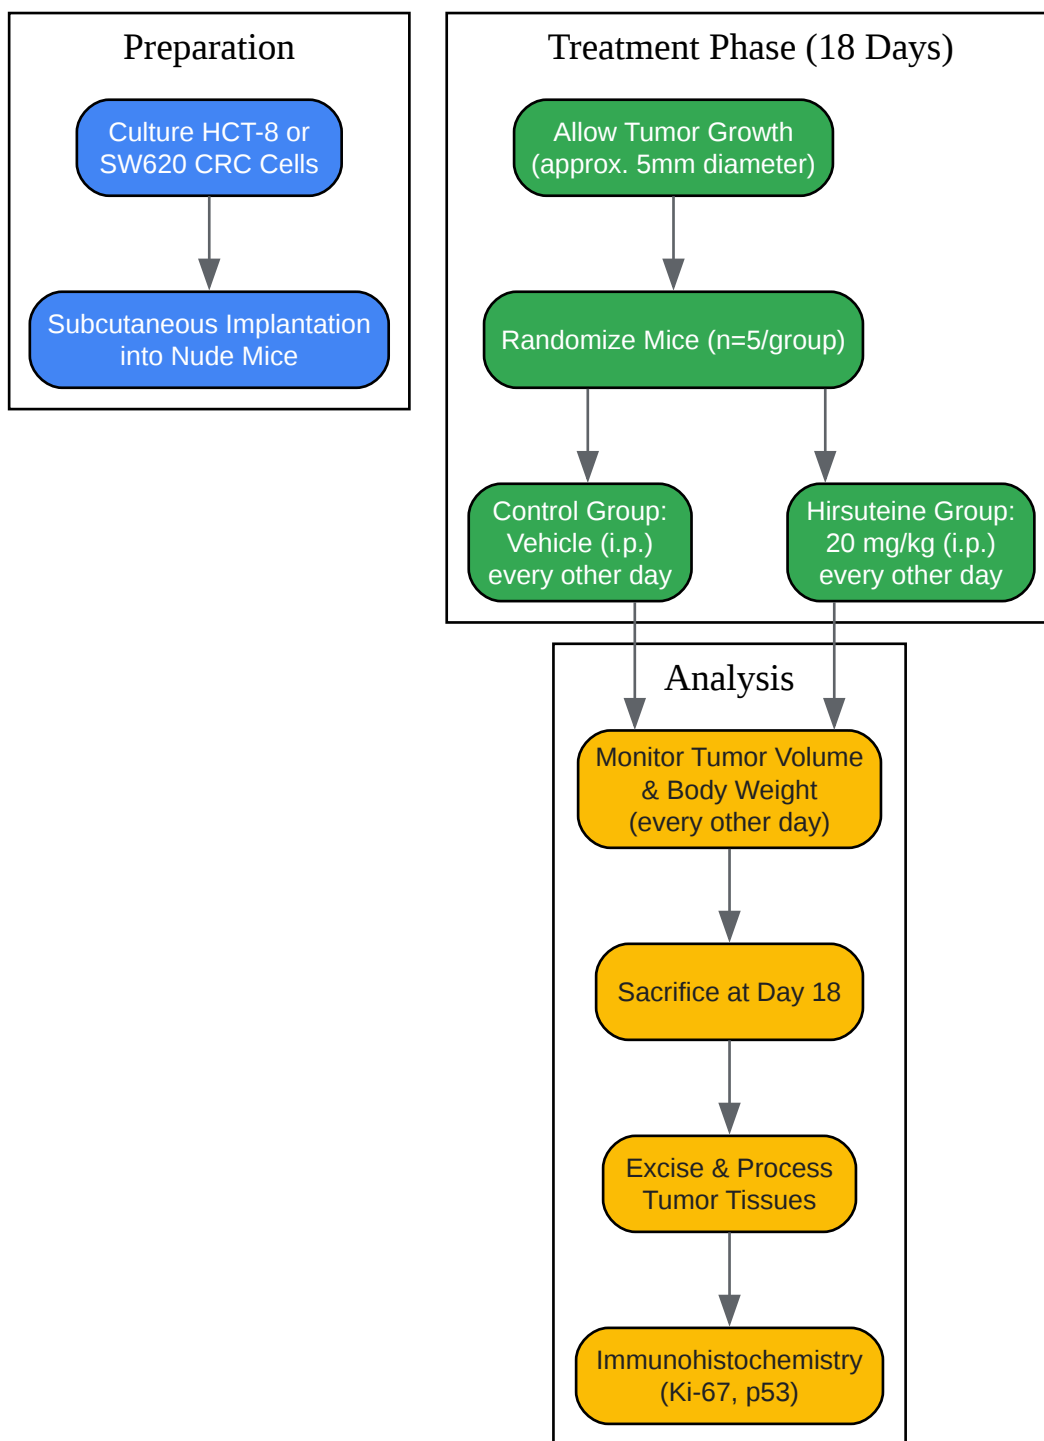 Preparation
Culture HCT-8 or
SW620 CRC Cells
Subcutaneous Implantation
into Nude Mice
Treatment Phase (18 Days)
Allow Tumor Growth
(approx. 5mm diameter)
Randomize Mice (n=5/group)
Control Group:
Vehicle (i.p.)
every other day
Hirsuteine Group:
20 mg/kg (i.p.)
every other day
Analysis
Monitor Tumor Volume
& Body Weight
(every other day)
Sacrifice at Day 18
Excise & Process
Tumor Tissues
Immunohistochemistry
(Ki-67, p53)